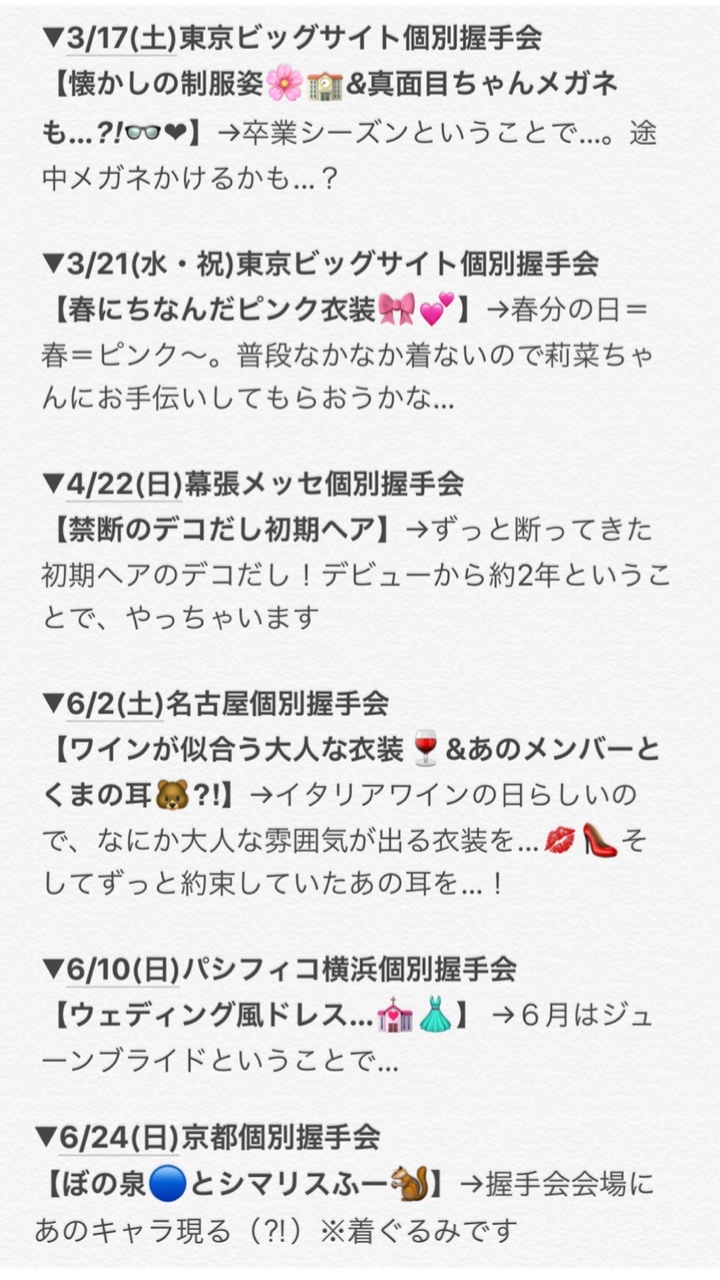 ▼3/17(土)東京ビッグサイト個別握手会
【懐かしの制服姿🌸🏫&真面目ちゃんメガネ
も...?!👓❤】→卒業シーズンということで...。途
中メガネかけるかも...？
▼3/21(水・祝)東京ビッグサイト個別握手会
【春にちなんだピンク衣装🎀💕】→春分の日＝
春＝ピンク〜。普段なかなか着ないので莉菜ちゃ
んにお手伝いしてもらおうかな...
▼4/22(日)幕張メッセ個別握手会
【禁断のデコだし初期ヘア】→ずっと断ってきた
初期ヘアのデコだし！デビューから約2年というこ
とで、やっちゃいます
▼6/2(土)名古屋個別握手会
【ワインが似合う大人な衣装🍷&あのメンバーと
くまの耳🐻?!】→イタリアワインの日らしいの
で、なにか大人な雰囲気が出る衣装を...💋👠そ
してずっと約束していたあの耳を...！
▼6/10(日)パシフィコ横浜個別握手会
【ウェディング風ドレス...💒👗】→６月はジュ
ーンブライドということで...
▼6/24(日)京都個別握手会
【ぼの泉🔵とシマリスふー🐿】→握手会会場に
あのキャラ現る（?!）※着ぐるみです